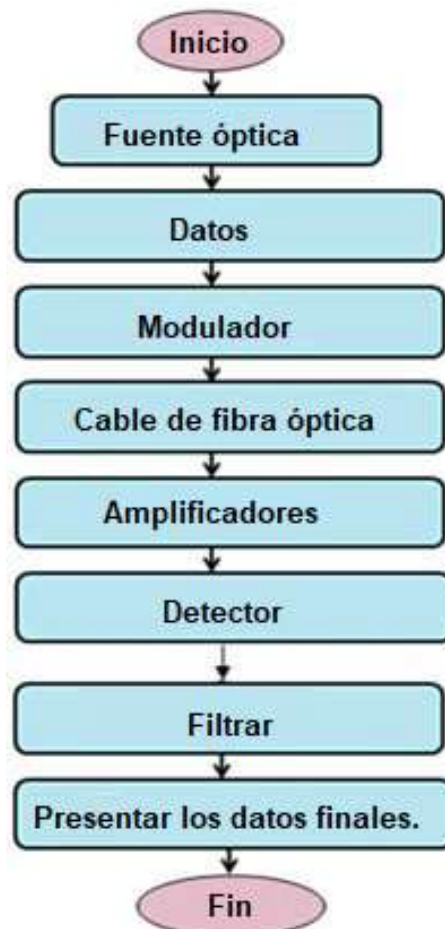 Inicio
Fuente óptica
Datos
Modulador
Cable de fibra óptica
Amplificadores
Detector
Filtrar
Presentar los datos finales.
Fin